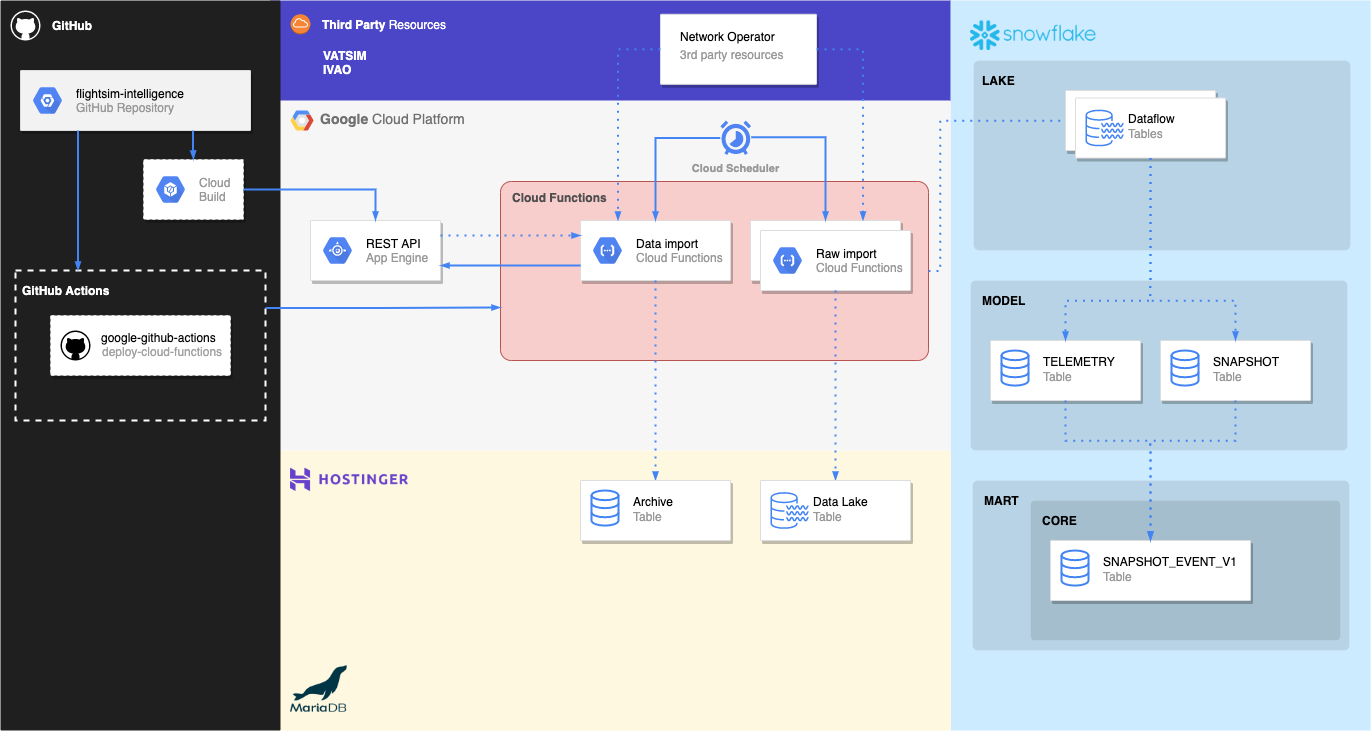 GitHub
flightsim-intelligence
GitHub Repository
Cloud
Build
GitHub Actions
google-github-actions
deploy-cloud-functions
Third Party Resources
VATSIM
IVAO
Network Operator
3rd party resources
Google Cloud Platform
Cloud Scheduler
Cloud Functions
REST API
App Engine
Data import
Cloud Functions
Raw import
Cloud Functions
HOSTINGER
Archive
Table
Data Lake
Table
MariaDB
snowflake
LAKE
Dataflow
Tables
MODEL
TELEMETRY
Table
SNAPSHOT
Table
MART
CORE
SNAPSHOT_EVENT_V1
Table